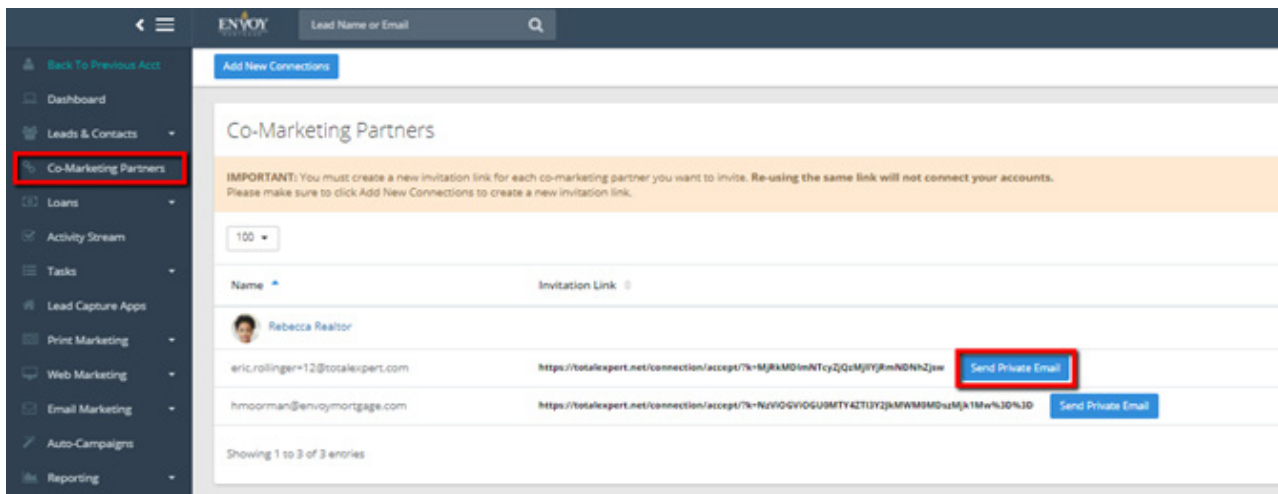 ENVOY
Lead Name or Email
Back To Previous Acct
Add New Connections
Dashboard
Leads & Contacts
Co-Marketing Partners
Co-Marketing Partners
IMPORTANT: You must create a new invitation link for each co-marketing partner you want to invite. Re-using the same link will not connect your accounts.
Please make sure to click Add New Connections to create a new invitation link.
Loans
100
Activity Stream
Tasks
Name
Invitation Link
Lead Capture Apps
Rebecca Realtor
Print Marketing
eric.rollinger+12@totalexpert.com
Send Private Email
Web Marketing
hmoorman@envoymortgage.com
Send Private Email
Email Marketing
Auto-Campaigns
Showing 1 to 3 of 3 entries
Reporting